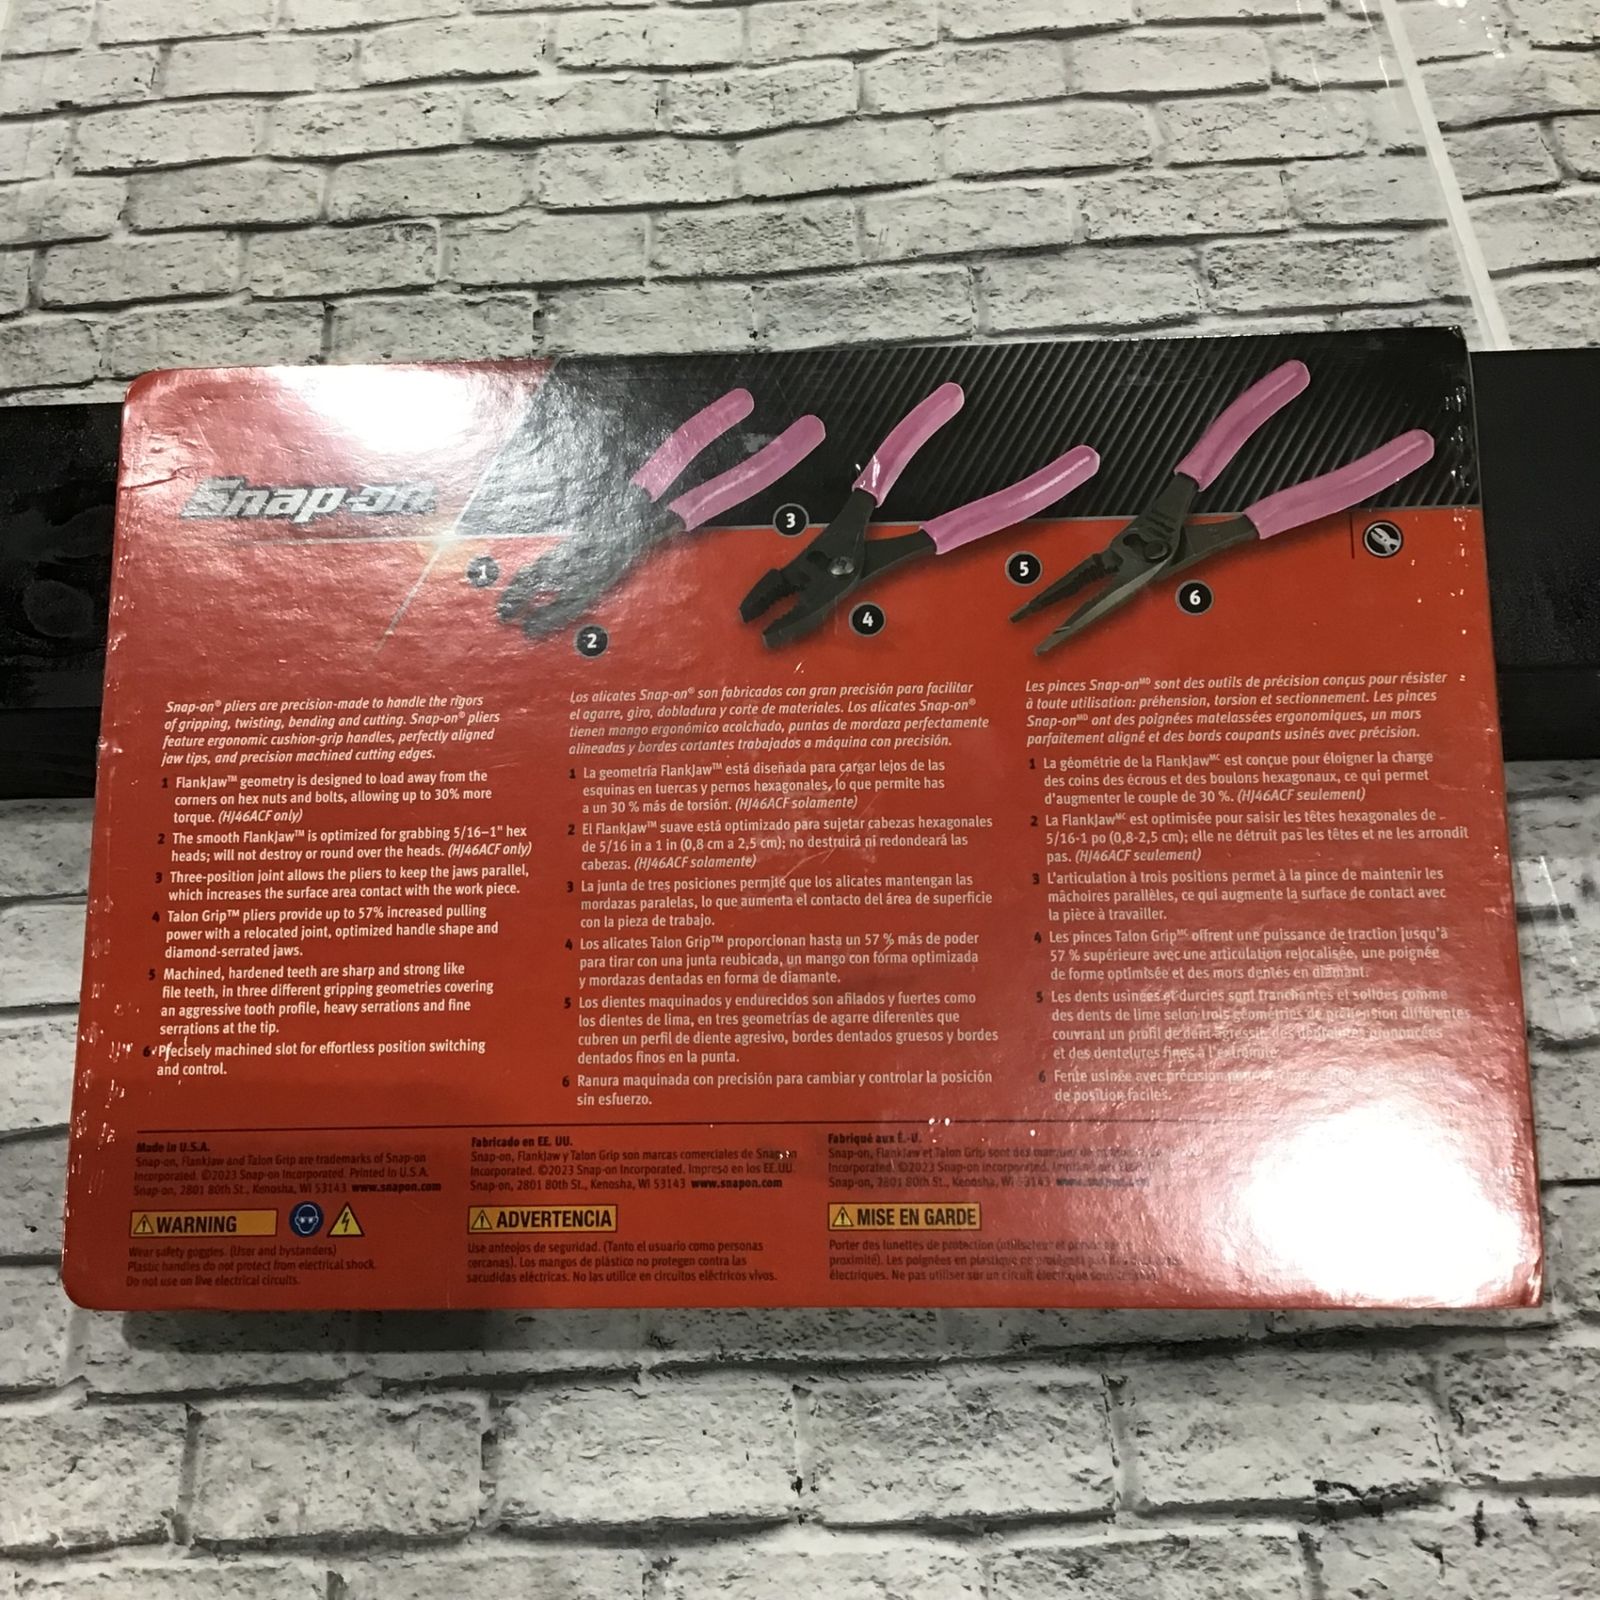 Snap-on
1
2
3
4
5
6
Snap-on® pliers are precision-made to handle the rigors
of gripping, twisting, bending and cutting. Snap-on® pliers
feature ergonomic cushion-grip handles, perfectly aligned
jaw tips, and precision machined cutting edges.
1 FlankJaw™ geometry is designed to load away from the
corners on hex nuts and bolts, allowing up to 30% more
torque. (HJ46ACF only)
2 The smooth FlankJaw™ is optimized for grabbing 5/16–1" hex
heads; will not destroy or round over the heads. (HJ46ACF only)
3 Three-position joint allows the pliers to keep the jaws parallel,
which increases the surface area contact with the work piece.
4 Talon Grip™ pliers provide up to 57% increased pulling
power with a relocated joint, optimized handle shape and
diamond-serrated jaws.
5 Machined, hardened teeth are sharp and strong like
file teeth, in three different gripping geometries covering
an aggressive tooth profile, heavy serrations and fine
serrations at the tip.
6 Precisely machined slot for effortless position switching
and control.
Los alicates Snap-on® son fabricados con gran precisión para facilitar
el agarre, giro, dobladura y corte de materiales. Los alicates Snap-on®
tienen mango ergonómico acolchado, puntas de mordaza perfectamente
alineadas y bordes cortantes trabajados a máquina con precisión.
1 La geometría FlankJaw™ está diseñada para cargar lejos de las
esquinas en tuercas y pernos hexagonales, lo que permite has
a un 30 % más de torsión. (HJ46ACF solamente)
2 El FlankJaw™ suave está optimizado para sujetar cabezas hexagonales
de 5/16 in a 1 in (0,8 cm a 2,5 cm); no destruirá ni redondeará las
cabezas. (HJ46ACF solamente)
3 La junta de tres posiciones permite que los alicates mantengan las
mordazas paralelas, lo que aumenta el contacto del área de superficie
con la pieza de trabajo.
4 Los alicates Talon Grip™ proporcionan hasta un 57 % más de poder
para tirar con una junta reubicada, un mango con fórma optimizada
y mordazas dentadas en forma de diamante.
5 Los dientes maquinados y endurecidos son afilados y fuertes como
los dientes de lima, en tres geometrías de agarre diferentes que
cubren un perfil de diente agresivo, bordes dentados gruesos y bordes
dentados finos en la punta.
6 Ranura maquinada con precisión para cambiar y controlar la posición
sin esfuerzo.
Les pinces Snap-onᴹᴰ sont des outils de précision conçus pour résister
à toute utilisation: préhension, torsion et sectionnement. Les pinces
Snap-onᴹᴰ ont des poignées matelassées ergonomiques, un mors
parfaitement aligné et des bords coupants usinés avec précision.
1 La géométrie de la FlankJawᴹᶜ est conçue pour éloigner la charge
des coins des écrous et des boulons hexagonaux, ce qui permet
d'augmenter le couple de 30 %. (HJ46ACF seulement)
2 La FlankJawᴹᶜ est optimisée pour saisir les têtes hexagonales de
5/16-1 po (0,8-2,5 cm); elle ne détruit pas les têtes et ne les arrondit
pas. (HJ46ACF seulement)
3 L'articulation à trois positions permet à la pince de maintenir les
mâchoires parallèles, ce qui augmente la surface de contact avec
la pièce à travailler.
4 Les pinces Talon Gripᴹᶜ offrent une puissance de traction jusqu'à
57 % supérieure avec une articulation relocalisée, une poignée
de forme optimisée et des mors dentés en diamant.
5 Les dents usinées et durcies sont tranchantes et solides comme
des dents de lime selon trois géométries de préhension différentes
couvrant un profil de dent agressif, des dentelures prononcées
et des dentelures fines à l'extrémité.
6 Fente usinée avec précision
de position faciles.
Made in U.S.A.
Snap-on, FlankJaw and Talon Grip are trademarks of Snap-on
Incorporated. ©2023 Snap-on Incorporated. Printed in U.S.A.
Snap-on, 2801 80th St., Kenosha, WI 53143 www.snapon.com
WARNING
Wear safety goggles. (User and bystanders)
Plastic handles do not protect from electrical shock.
Do not use on live electrical circuits.
Fabricado en EE. UU.
Snap-on, FlankJaw y Talon Grip son marcas comerciales de Snap-on
Incorporated. ©2023 Snap-on Incorporated. Impreso en los EE.UU.
Snap-on, 2801 80th St., Kenosha, WI 53143 www.snapon.com
ADVERTENCIA
Use anteojos de seguridad. (Tanto el usuario como personas
cercanas). Los mangos de plástico no protegen contra las
sacudidas eléctricas. No las utilice en circuitos eléctricos vivos.
Fabriqué aux É.-U.
Snap-on, FlankJaw et Talon Grip sont des marques de
Incorporated. ©2023 Snap-on Incorporated.
Snap-on, 2801 80th St., Kenosha, WI 53143 www.snapon.com
MISE EN GARDE
Porter des lunettes de protection (utilisateur et
proximité). Les poignées en plastique ne protègent pas
électriques. Ne pas utiliser sur un circuit électrique sous